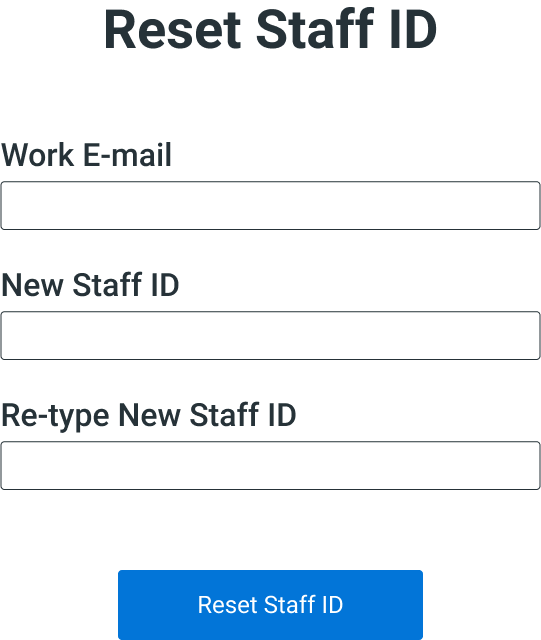 Reset Staff ID
Work E-mail
New Staff ID
Re-type New Staff ID
Reset Staff ID